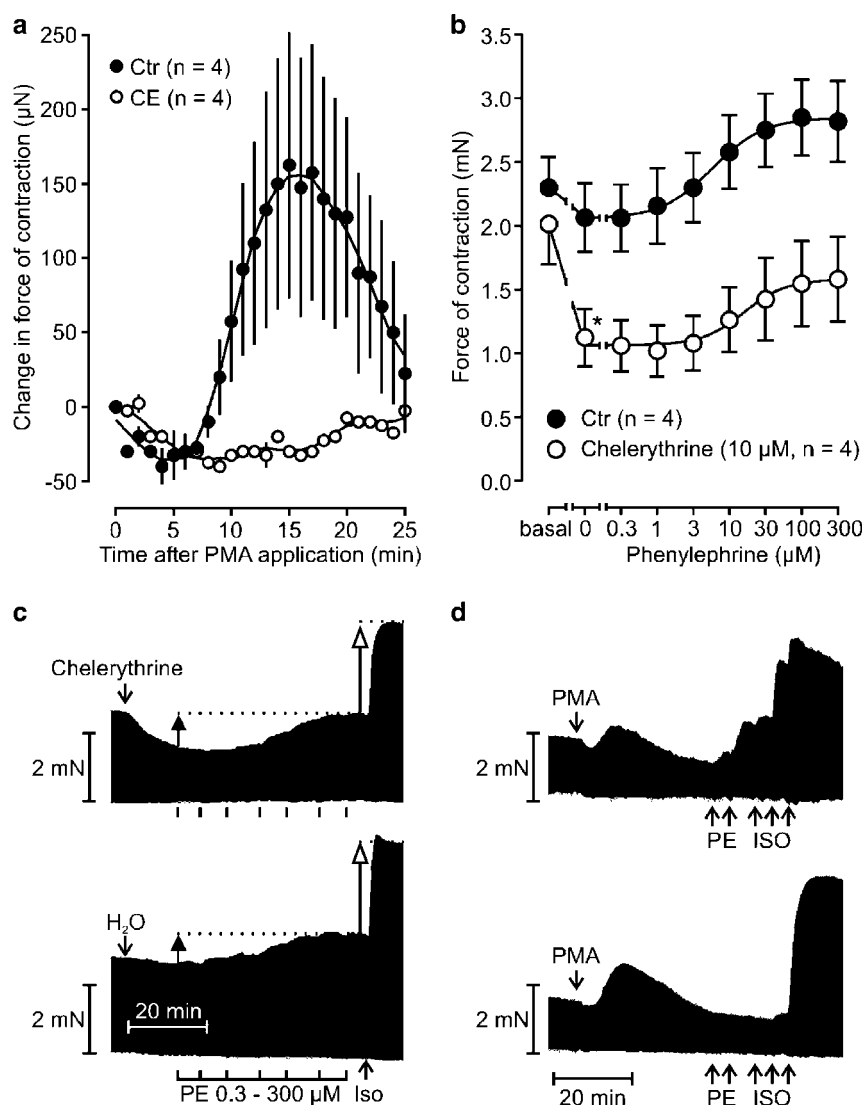 a
250
200
150
100
50
0
-50
Change in force of contraction (µN)
Ctr (n = 4)
CE (n = 4)
0 5 10 15 20 25
Time after PMA application (min)
b
3.5
3.0
2.5
2.0
1.5
1.0
0.5
0.0
Force of contraction (mN)
*
Ctr (n = 4)
Chelerythrine (10 µM, n = 4)
basal 0 0.3 1 3 10 30 100 300
Phenylephrine (µM)
c
Chelerythrine
2 mN
H₂O
2 mN
20 min
PE 0.3 - 300 µM Iso
d
PMA
2 mN
PE ISO
PMA
2 mN
20 min PE ISO